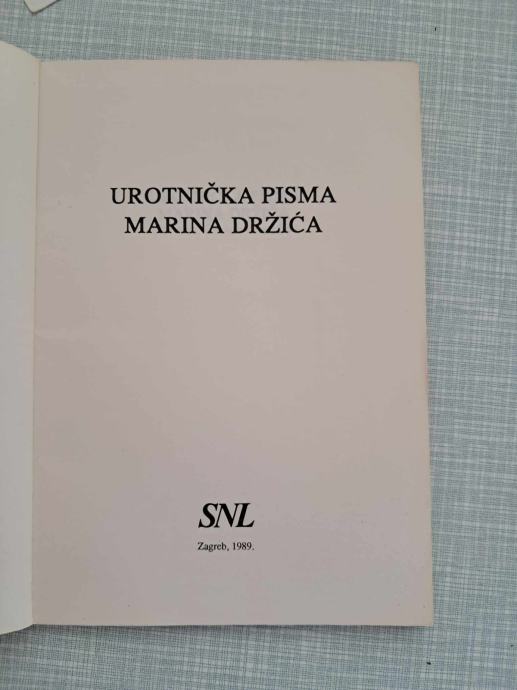 UROTNIČKA PISMA
MARINA DRŽIĆA
SNL
Zagreb, 1989.